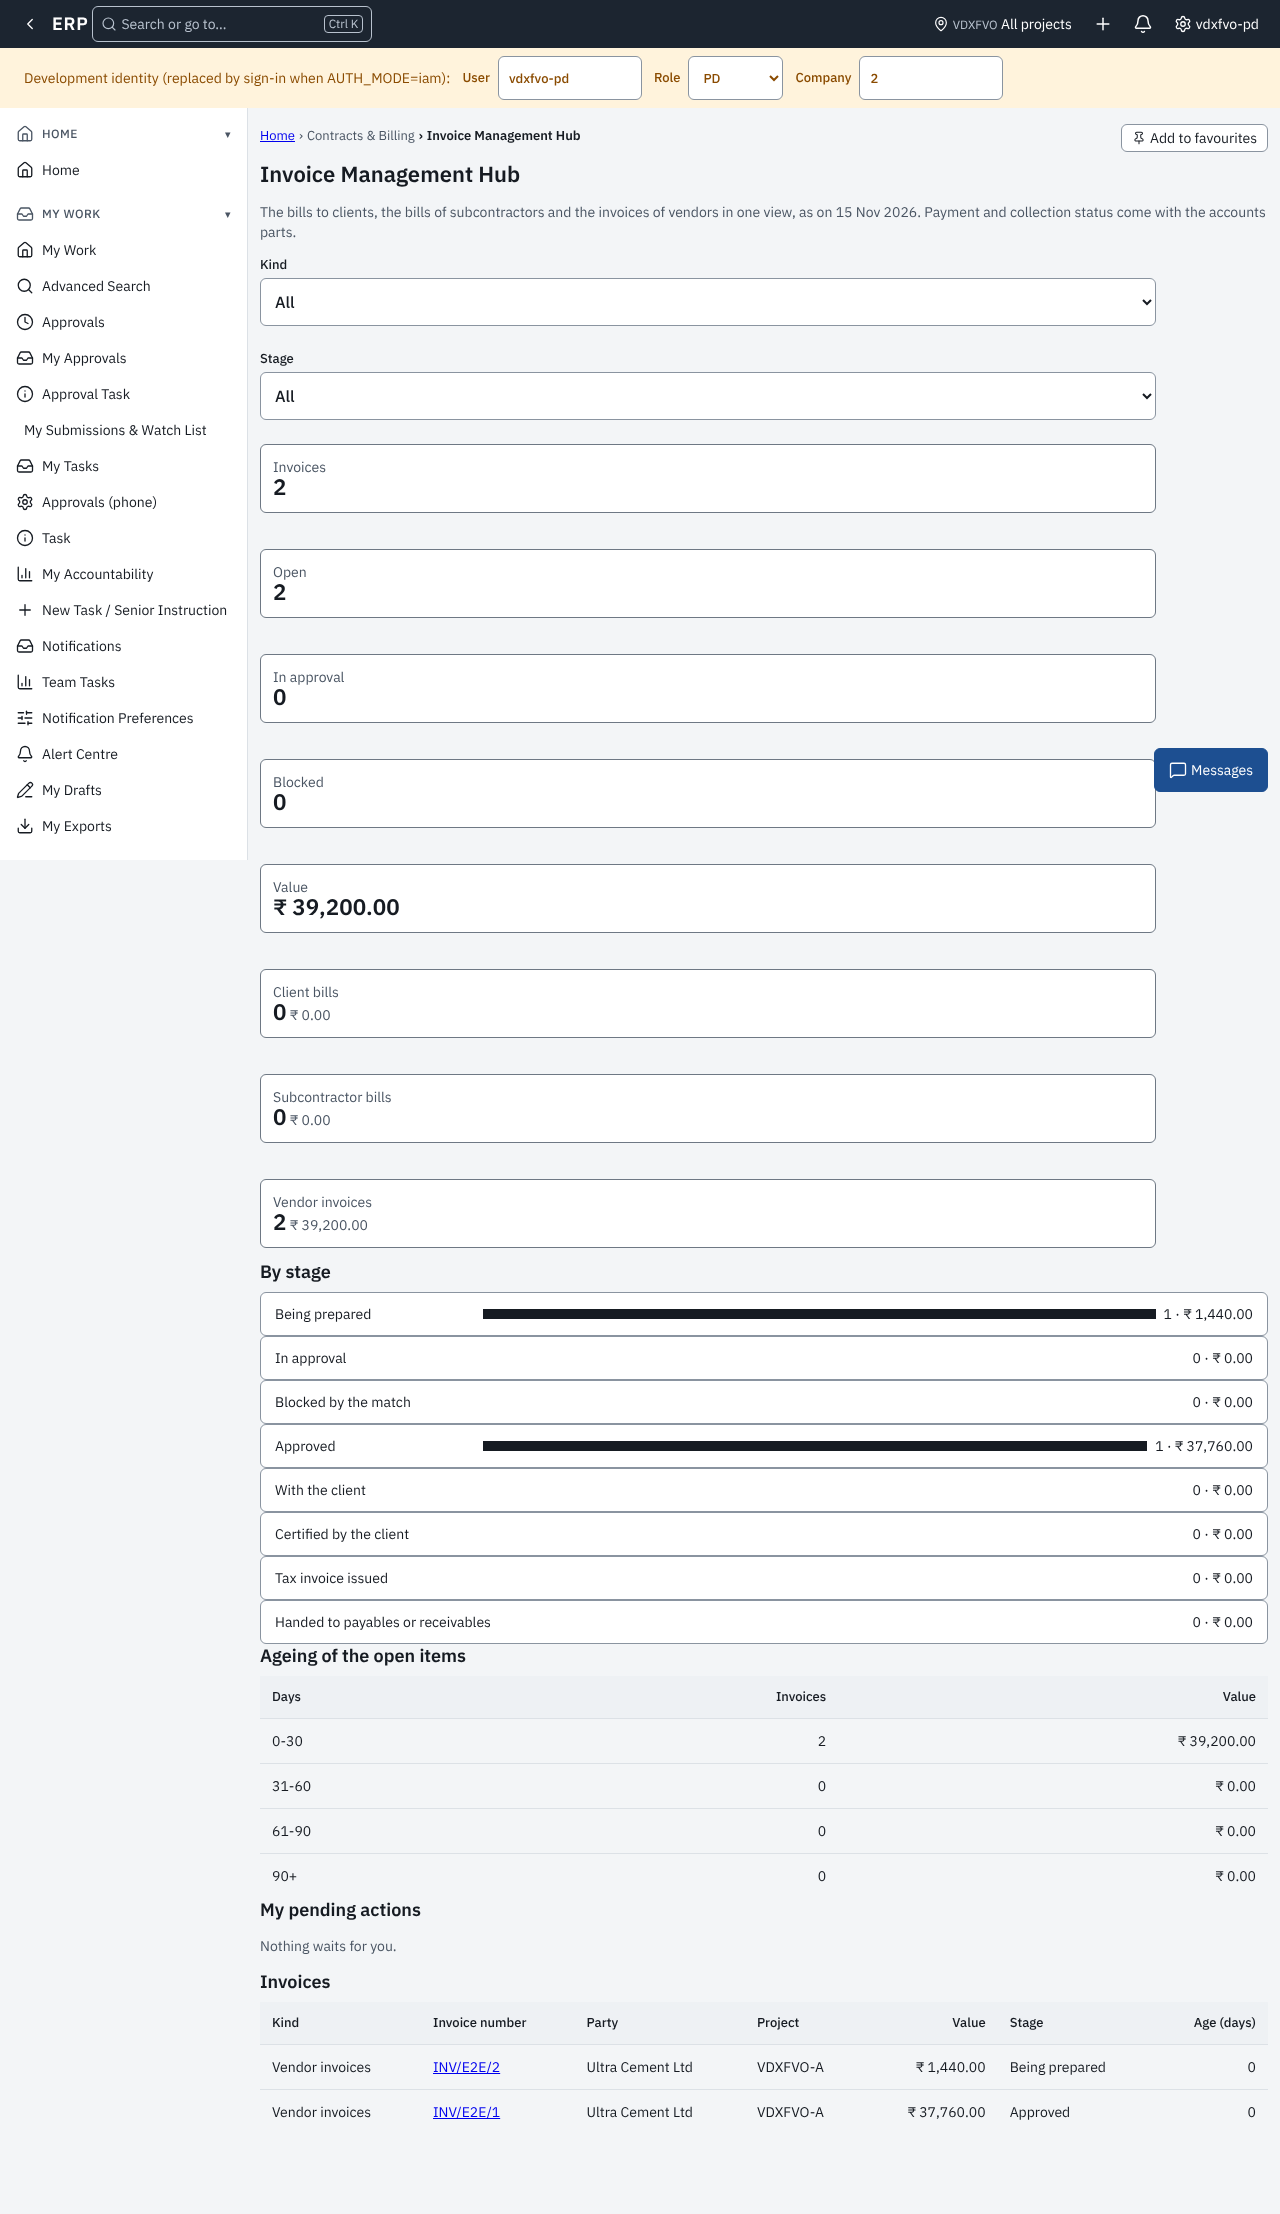 ERP Search or go to... Ctrl K VDXFVO All projects vdxfvo-pd
Development identity (replaced by sign-in when AUTH_MODE=iam): User vdxfvo-pd Role PD Company 2
HOME
Home
MY WORK
My Work
Advanced Search
Approvals
My Approvals
Approval Task
My Submissions & Watch List
My Tasks
Approvals (phone)
Task
My Accountability
New Task / Senior Instruction
Notifications
Team Tasks
Notification Preferences
Alert Centre
My Drafts
My Exports
Home › Contracts & Billing › Invoice Management Hub
Add to favourites
Invoice Management Hub
The bills to clients, the bills of subcontractors and the invoices of vendors in one view, as on 15 Nov 2026. Payment and collection status come with the accounts
parts.
Kind
All
Stage
All
Invoices
2
Open
2
In approval
0
Blocked
0
Messages
Value
₹ 39,200.00
Client bills
0 ₹ 0.00
Subcontractor bills
0 ₹ 0.00
Vendor invoices
2 ₹ 39,200.00
By stage
Being prepared 1 · ₹ 1,440.00
In approval 0 · ₹ 0.00
Blocked by the match 0 · ₹ 0.00
Approved 1 · ₹ 37,760.00
With the client 0 · ₹ 0.00
Certified by the client 0 · ₹ 0.00
Tax invoice issued 0 · ₹ 0.00
Handed to payables or receivables 0 · ₹ 0.00
Ageing of the open items
Days Invoices Value
0-30 2 ₹ 39,200.00
31-60 0 ₹ 0.00
61-90 0 ₹ 0.00
90+ 0 ₹ 0.00
My pending actions
Nothing waits for you.
Invoices
Kind Invoice number Party Project Value Stage Age (days)
Vendor invoices INV/E2E/2 Ultra Cement Ltd VDXFVO-A ₹ 1,440.00 Being prepared 0
Vendor invoices INV/E2E/1 Ultra Cement Ltd VDXFVO-A ₹ 37,760.00 Approved 0